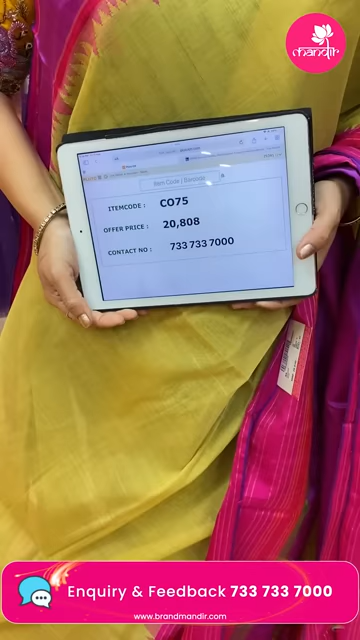 mandir
Item Code | Barcode
ITEMCODE : CO75
OFFER PRICE : 20,808
CONTACT NO : 733 733 7000
Enquiry & Feedback 733 733 7000
www.brandmandir.com